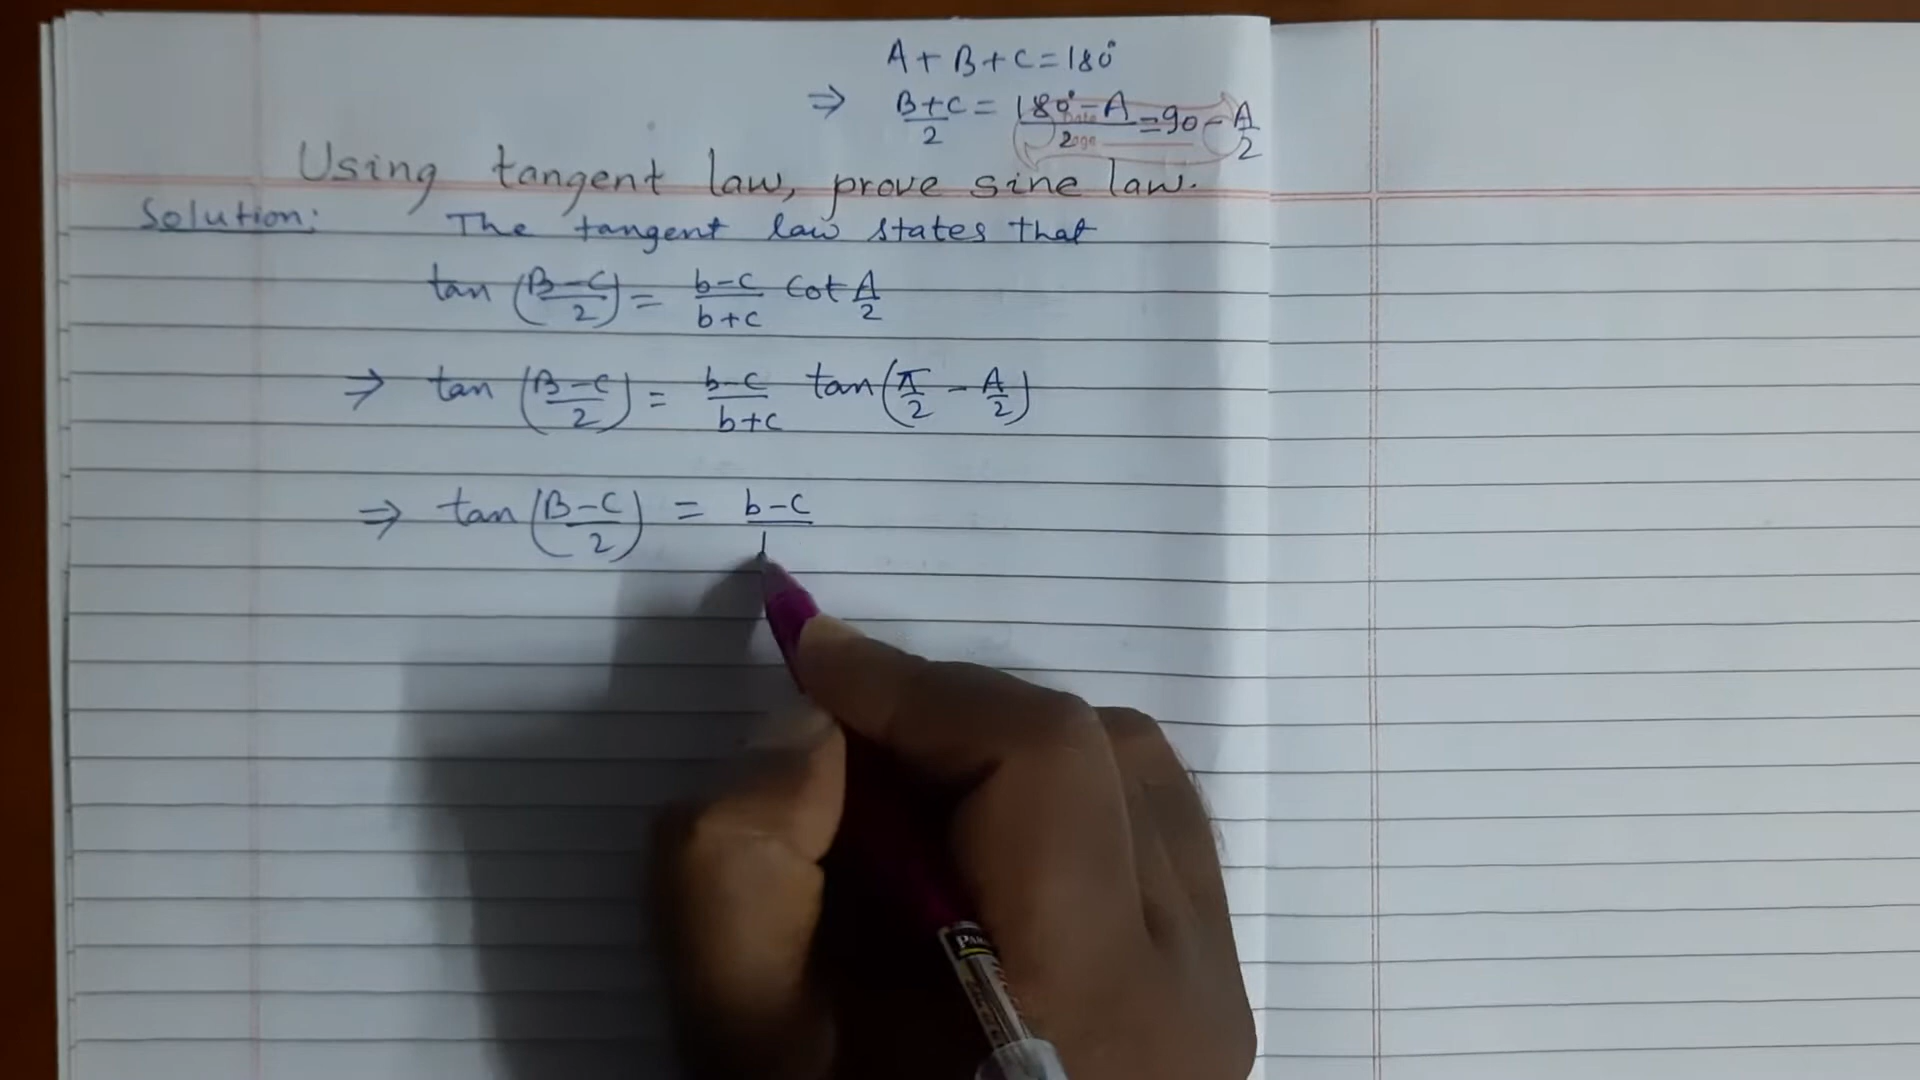 A + B + C = 180°
⇒ (B+C)/2 = (180° - A)/2 = 90 - A/2
Using tangent law, prove sine law.
Solution: The tangent law states that
tan ((B-C)/2) = (b-c)/(b+c) cot A/2
⇒ tan ((B-C)/2) = (b-c)/(b+c) tan (π/2 - A/2)
⇒ tan ((B-C)/2) = b-c